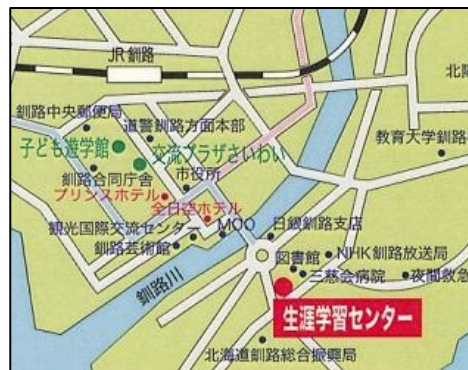 JR 釧路
北陽
釧路中央郵便局
道警釧路方面本部
教育大学釧路
子ども遊学館
交流プラザさいわい
釧路合同庁舎
市役所
プリンスホテル
全日空ホテル
観光国際交流センター
MOO
日銀釧路支店
釧路芸術館
図書館
NHK釧路放送局
釧路川
三慈会病院
夜間救急
生涯学習センター
北海道釧路総合振興局